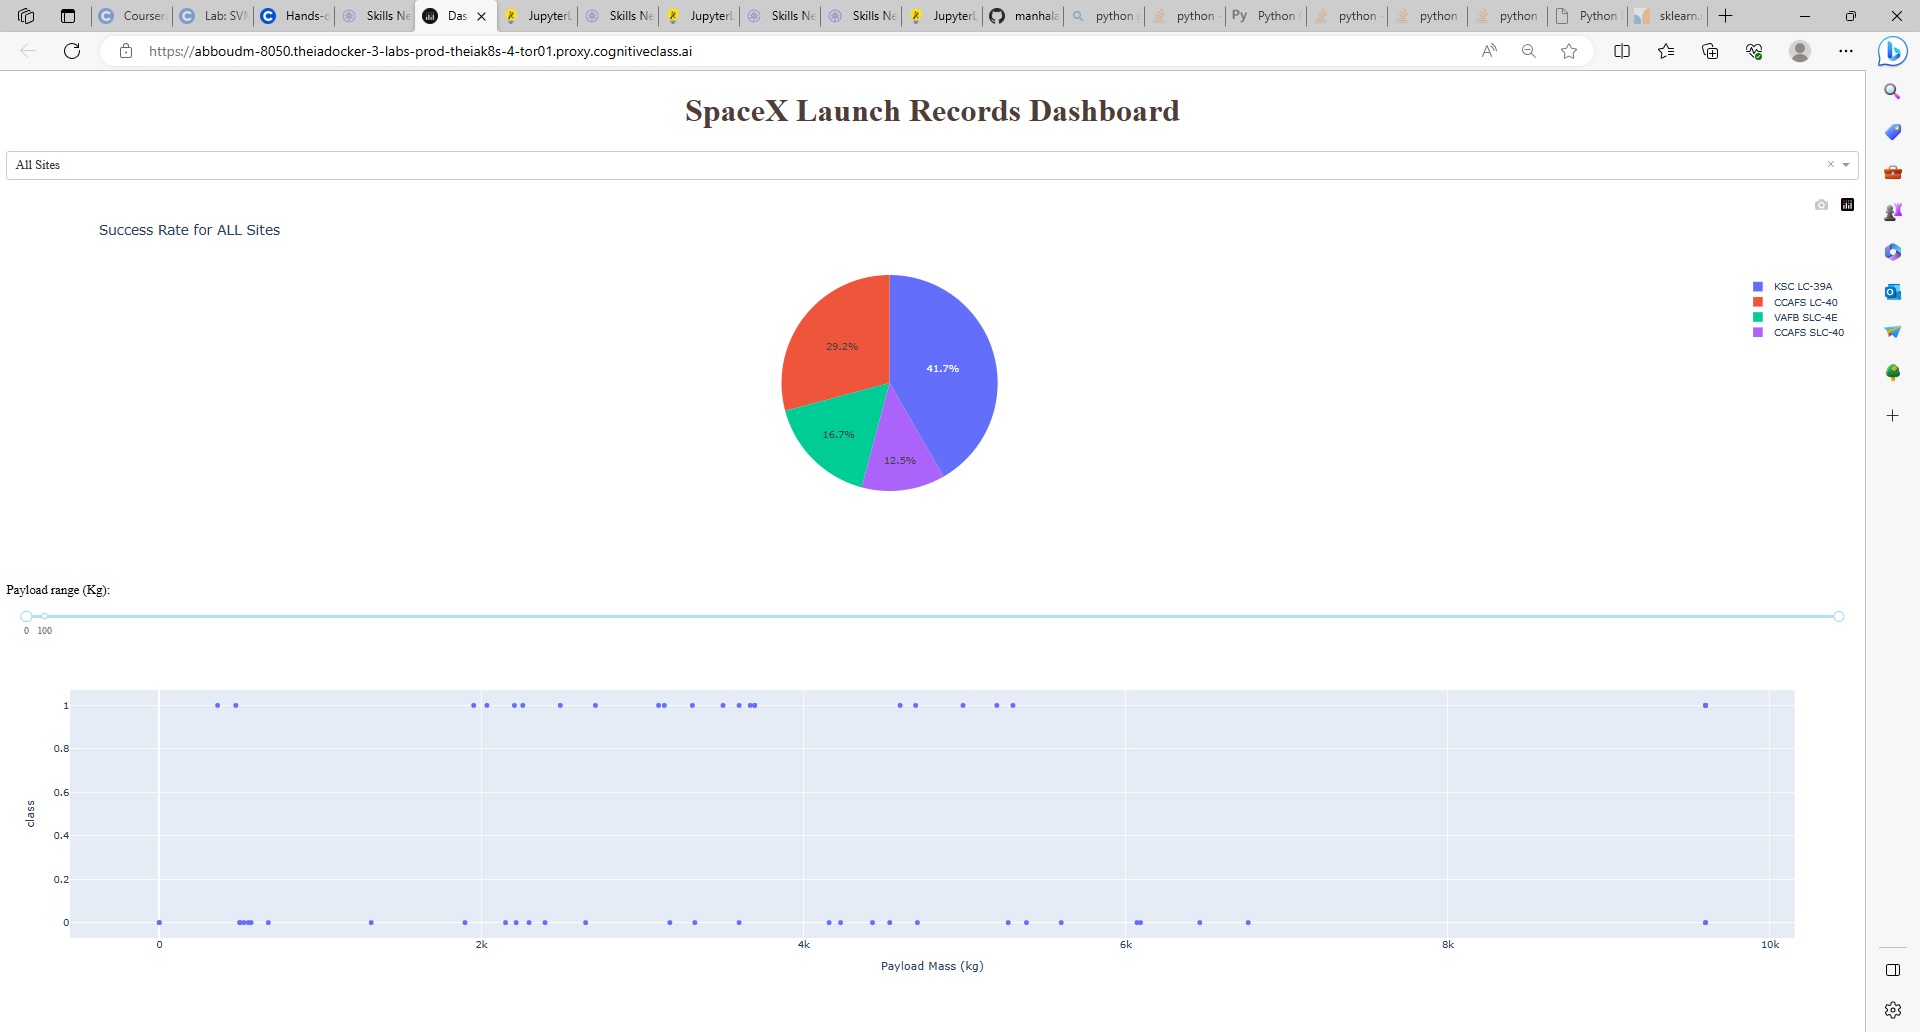 Courser
Lab: SVM
Hands-o
Skills Ne
Das
JupyterL
Skills Ne
JupyterL
Skills Ne
Skills Ne
JupyterL
manhala
python
python
Python
python
python
python
Python
sklearn.
https://abboudm-8050.theiadocker-3-labs-prod-theiak8s-4-tor01.proxy.cognitiveclass.ai
SpaceX Launch Records Dashboard
All Sites
Success Rate for ALL Sites
KSC LC-39A
CCAFS LC-40
VAFB SLC-4E
CCAFS SLC-40
29.2%
41.7%
16.7%
12.5%
Payload range (Kg):
0 100
1
0.8
0.6
0.4
0.2
0
class
0 2k 4k 6k 8k 10k
Payload Mass (kg)